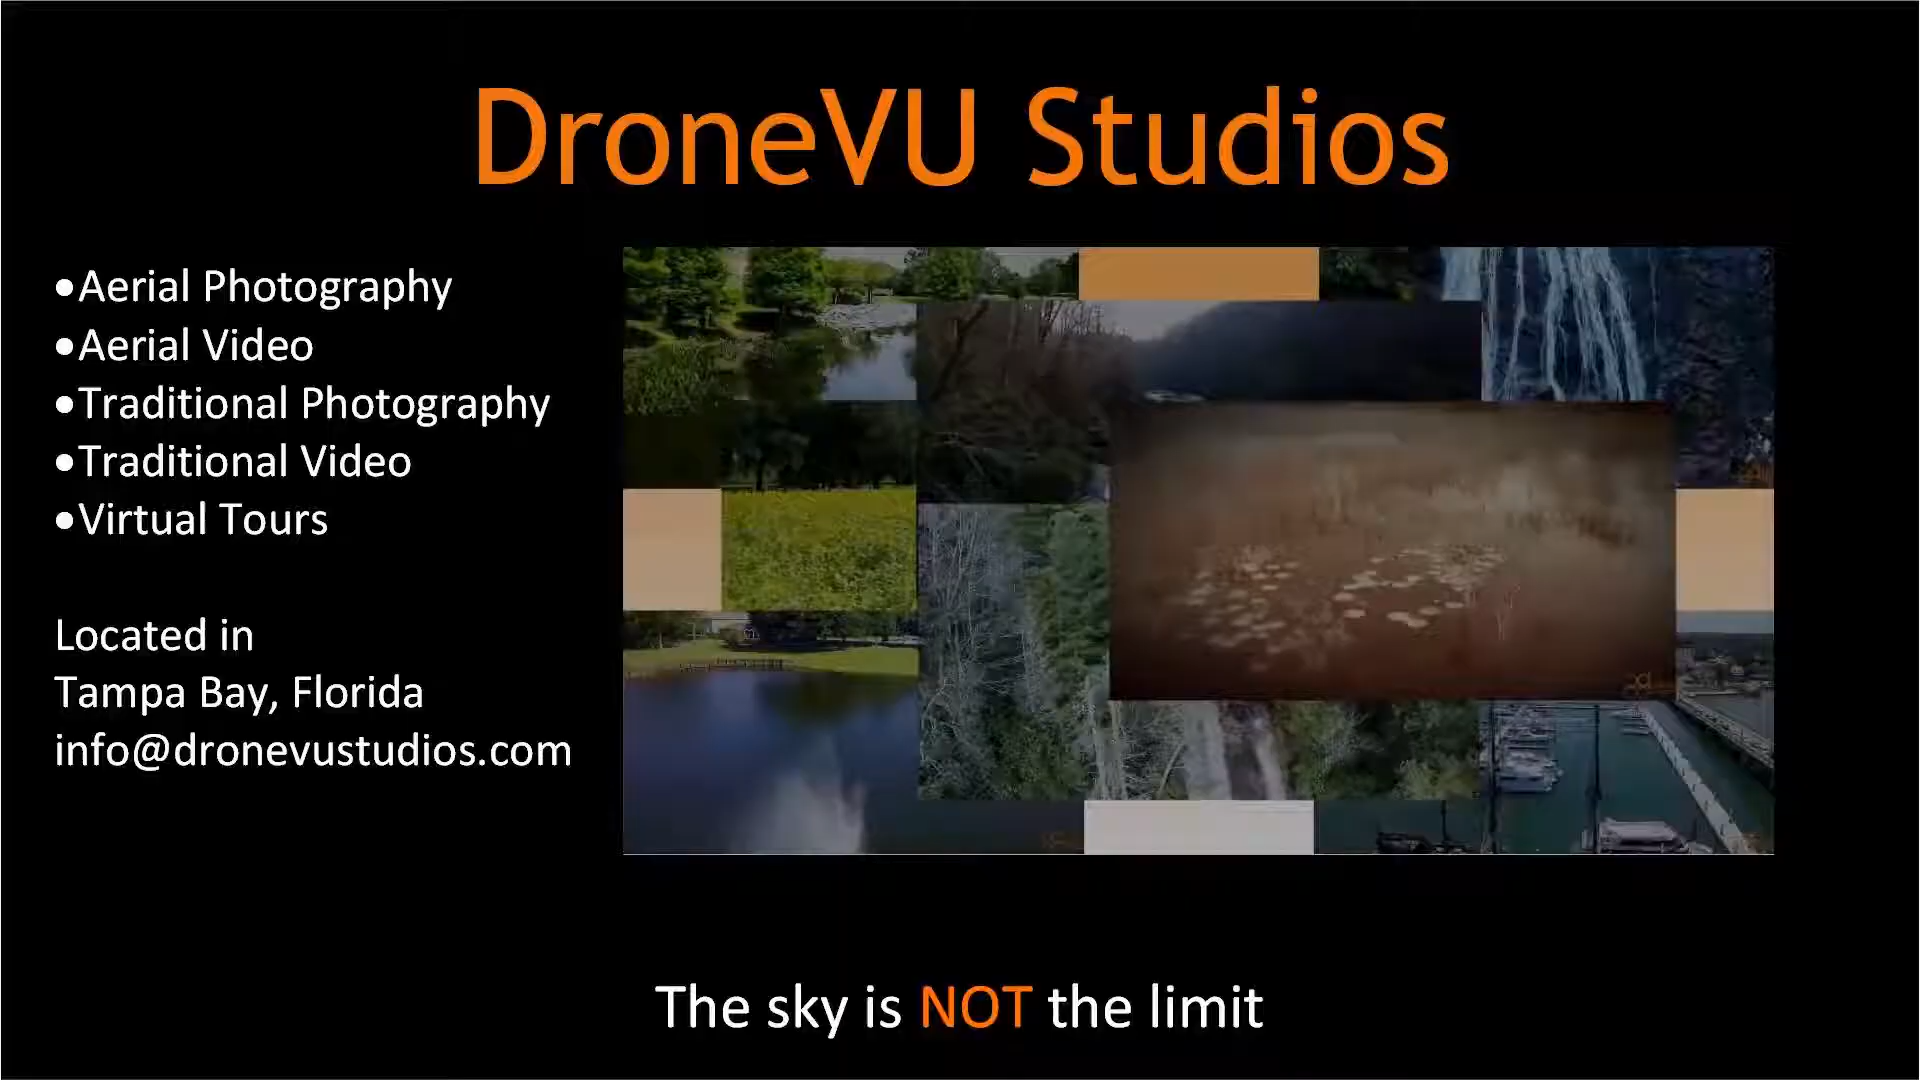 DroneVU Studios
•Aerial Photography
•Aerial Video
•Traditional Photography
•Traditional Video
•Virtual Tours
Located in
Tampa Bay, Florida
info@dronevustudios.com
The sky is NOT the limit